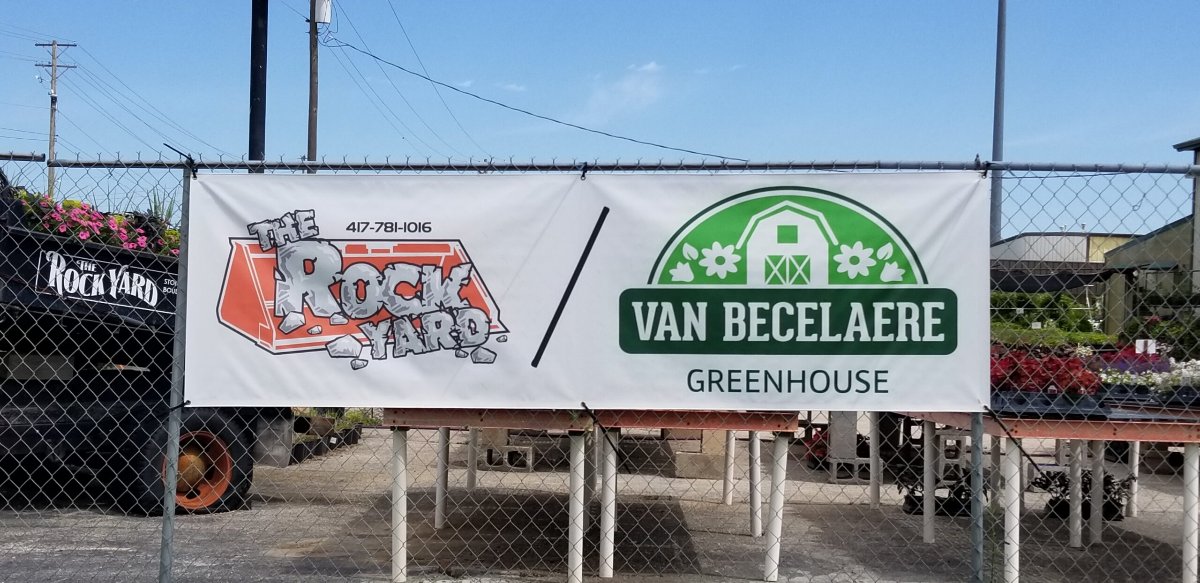 THE
ROCK YARD
THE
417-781-1016
ROCK
YARD
VAN BECELAERE
GREENHOUSE